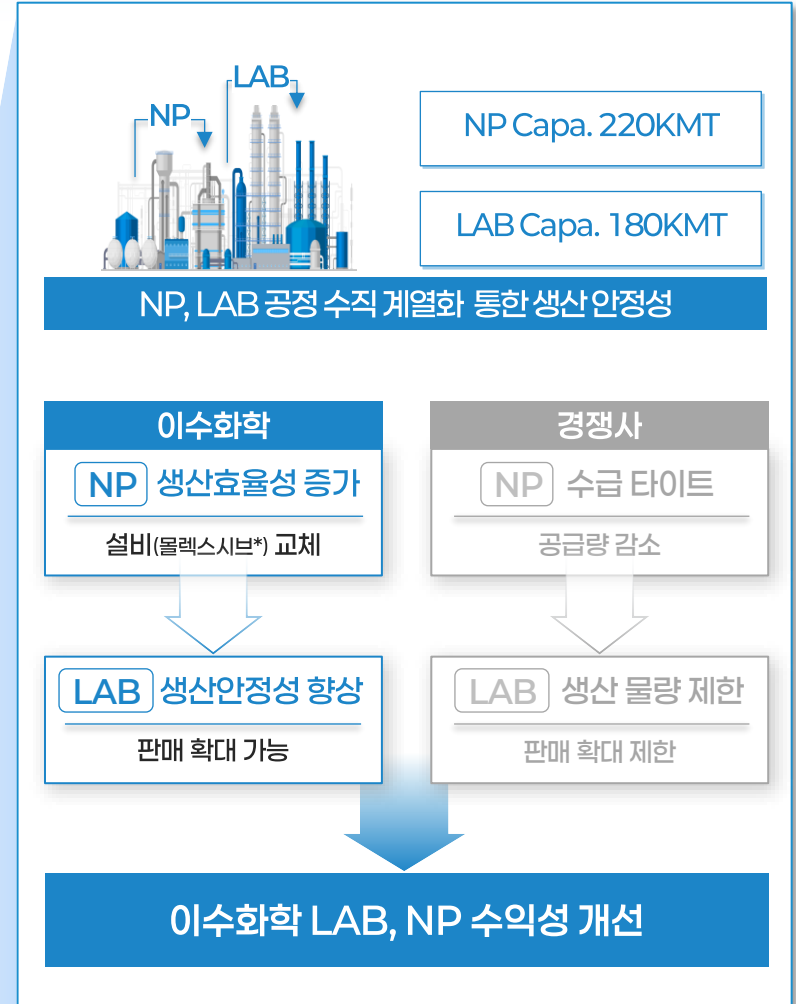 LAB
NP
NP Capa. 220KMT
LAB Capa. 180KMT
NP, LAB 공정 수직 계열화 통한 생산 안정성
이수화학
NP 생산효율성 증가
설비(몰렉스시브*) 교체
LAB 생산안정성 향상
판매 확대 가능
경쟁사
NP 수급 타이트
공급량 감소
LAB 생산 물량 제한
판매 확대 제한
이수화학 LAB, NP 수익성 개선